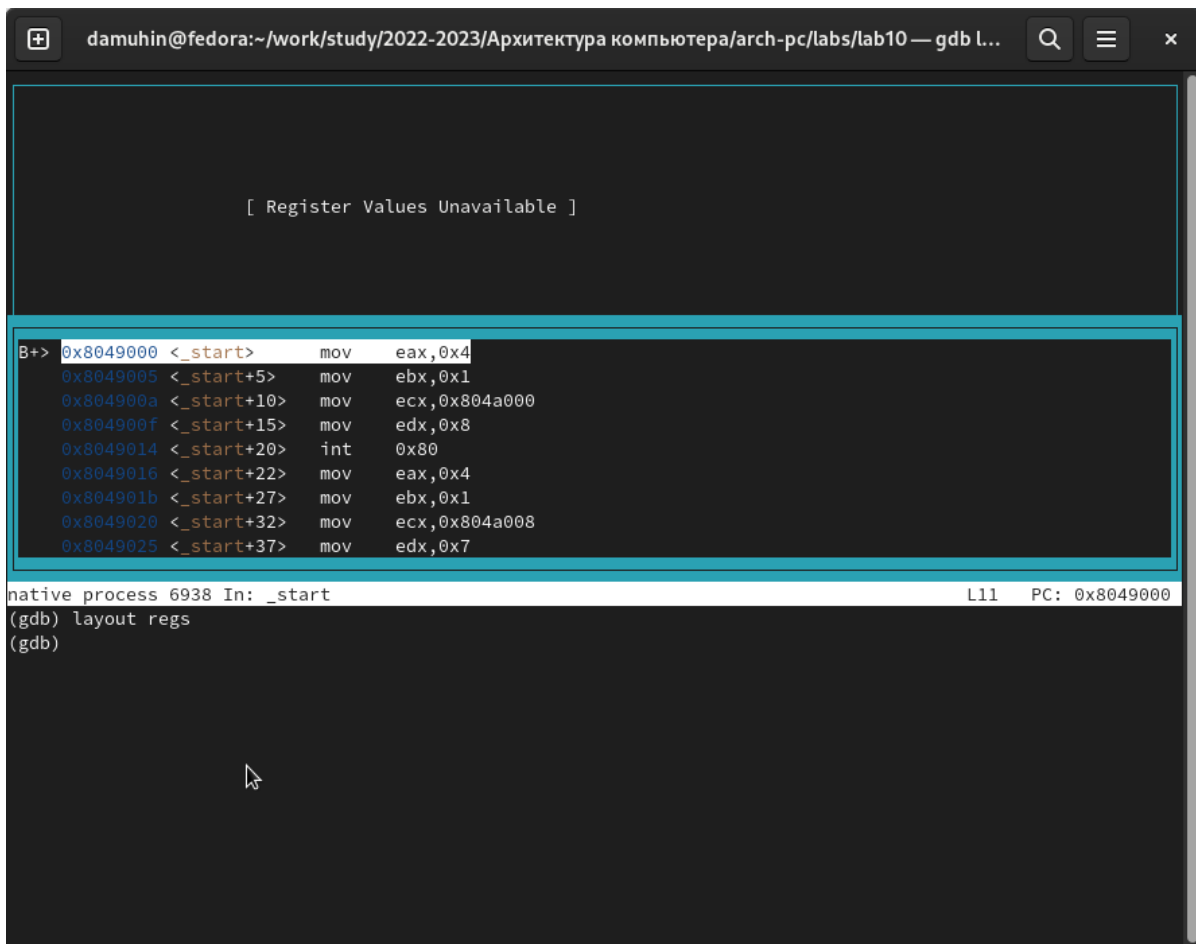 damuhin@fedora:~/work/study/2022-2023/Архитектура компьютера/arch-pc/labs/lab10 — gdb l...
[ Register Values Unavailable ]
B+> 0x8049000 <_start> mov eax,0x4
0x8049005 <_start+5> mov ebx,0x1
0x804900a <_start+10> mov ecx,0x804a000
0x804900f <_start+15> mov edx,0x8
0x8049014 <_start+20> int 0x80
0x8049016 <_start+22> mov eax,0x4
0x804901b <_start+27> mov ebx,0x1
0x8049020 <_start+32> mov ecx,0x804a008
0x8049025 <_start+37> mov edx,0x7
native process 6938 In: _start L11 PC: 0x8049000
(gdb) layout regs
(gdb)